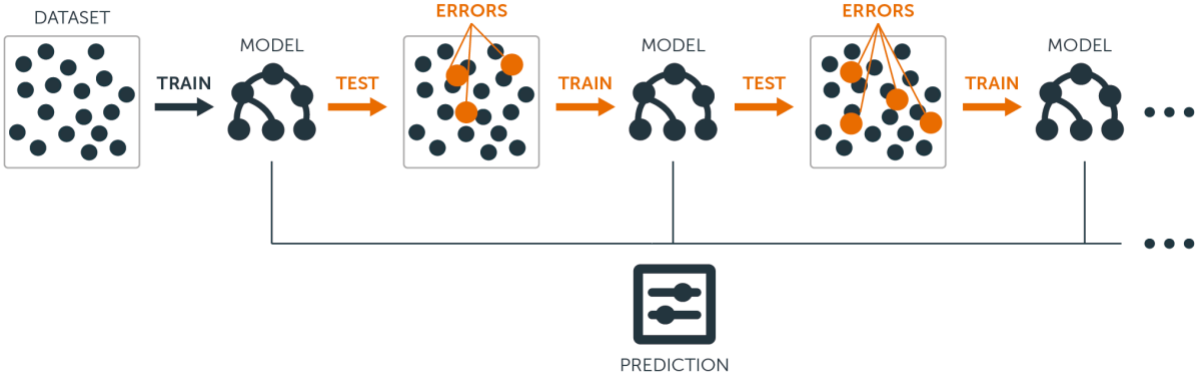 DATASET
MODEL
ERRORS
MODEL
ERRORS
MODEL
TRAIN
TEST
TRAIN
TEST
TRAIN
PREDICTION